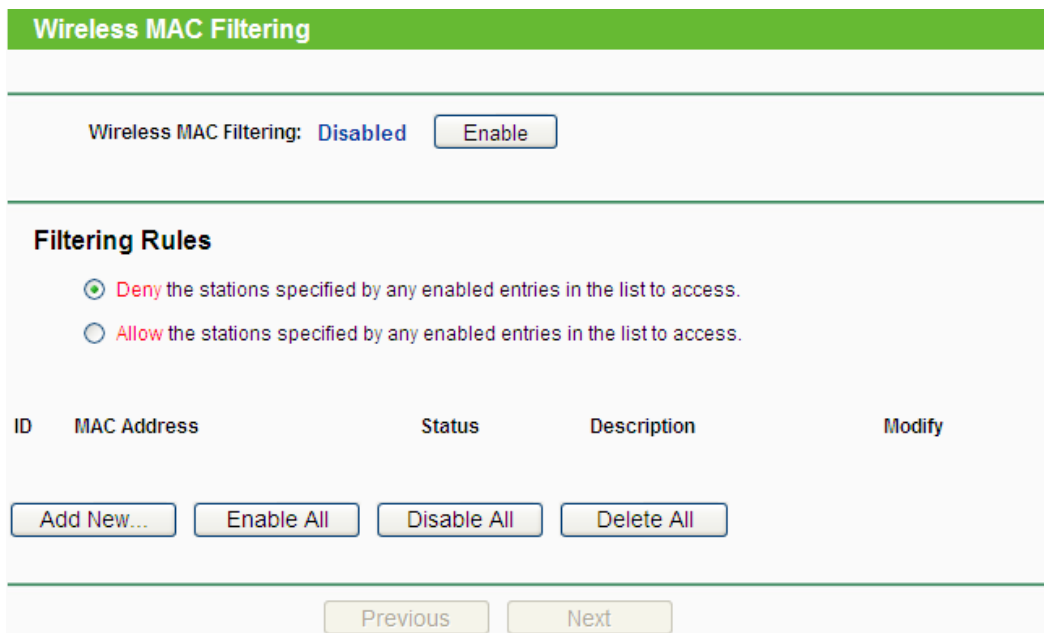 Wireless MAC Filtering
Wireless MAC Filtering: Disabled Enable
Filtering Rules
Deny the stations specified by any enabled entries in the list to access.
Allow the stations specified by any enabled entries in the list to access.
ID MAC Address Status Description Modify
Add New... Enable All Disable All Delete All
Previous Next